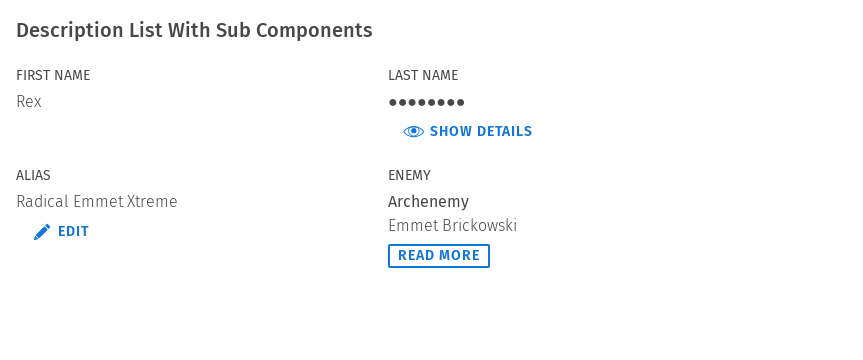 Description List With Sub Components
FIRST NAME
Rex
LAST NAME
●●●●●●●●
SHOW DETAILS
ALIAS
Radical Emmet Xtreme
EDIT
ENEMY
Archenemy
Emmet Brickowski
READ MORE